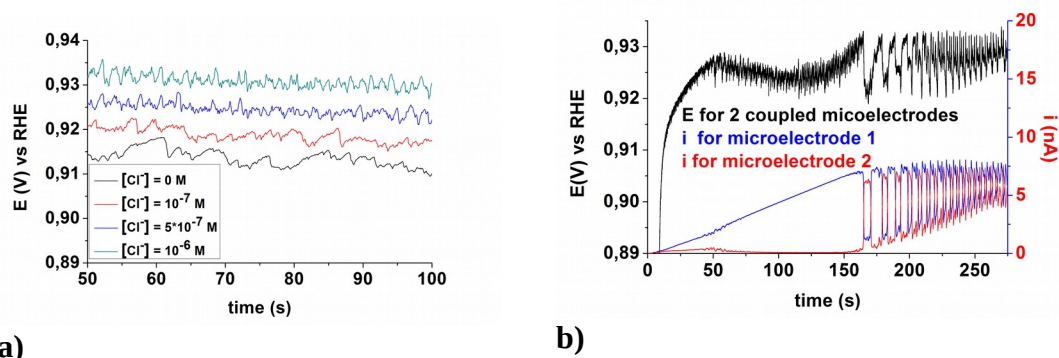 0,94
0,93
0,92
0,91
0,90
0,89
E (V) vs RHE
[Cl⁻] = 0 M
[Cl⁻] = 10⁻⁷ M
[Cl⁻] = 5*10⁻⁷ M
[Cl⁻] = 10⁻⁶ M
50 60 70 80 90 100
time (s)
a)
0,93
0,92
0,91
0,90
0,89
E(V) vs RHE
E for 2 coupled micoelectrodes
i for microelectrode 1
i for microelectrode 2
20
15
10
5
0
i (nA)
0 50 100 150 200 250
time (s)
b)